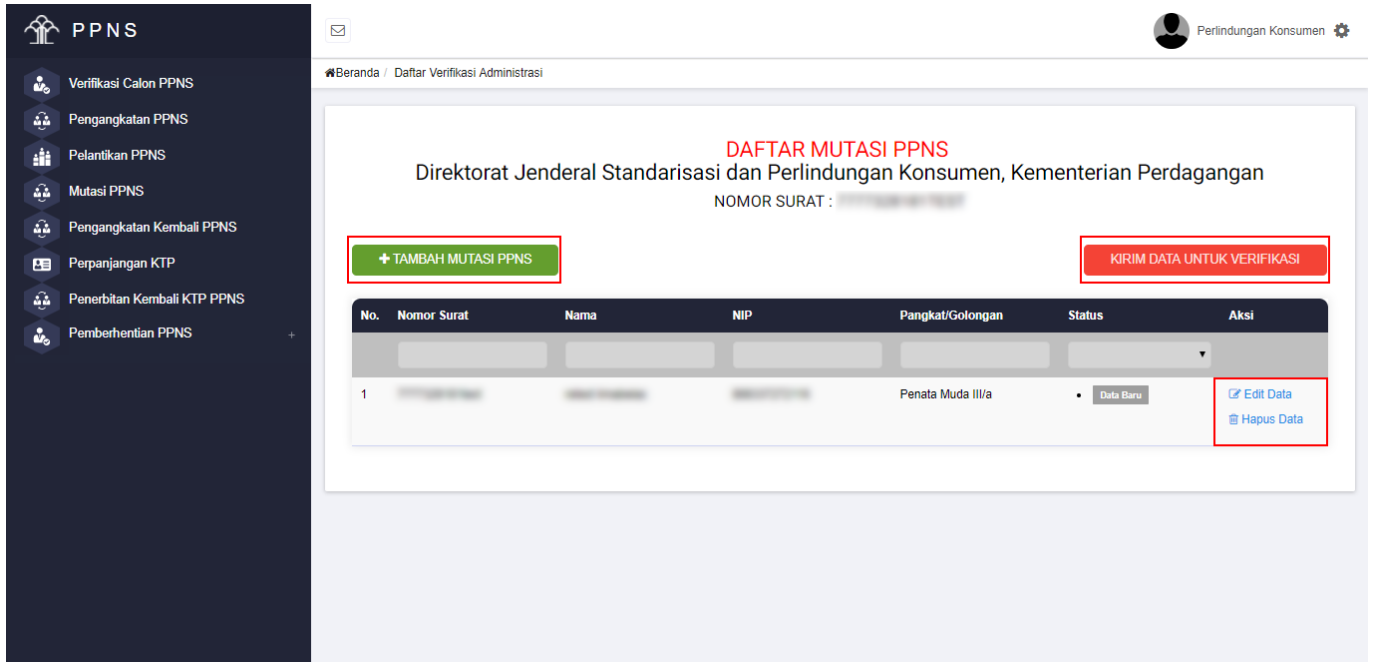 PPNS
Perlindungan Konsumen
Beranda / Daftar Verifikasi Administrasi
Verifikasi Calon PPNS
Pengangkatan PPNS
Pelantikan PPNS
Mutasi PPNS
Pengangkatan Kembali PPNS
Perpanjangan KTP
Penerbitan Kembali KTP PPNS
Pemberhentian PPNS +
DAFTAR MUTASI PPNS
Direktorat Jenderal Standarisasi dan Perlindungan Konsumen, Kementerian Perdagangan
NOMOR SURAT :
+ TAMBAH MUTASI PPNS
KIRIM DATA UNTUK VERIFIKASI
No. Nomor Surat Nama NIP Pangkat/Golongan Status Aksi
1 Penata Muda III/a • Data Baru Edit Data
Hapus Data